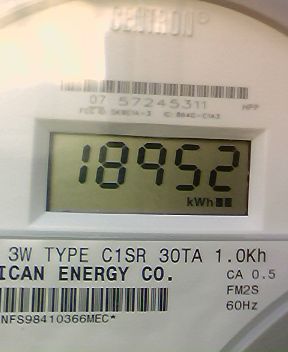 CENTRON®
07 57245311 HPP
18952
kWh
3W TYPE C1SR 30TA 1.0Kh
ICAN ENERGY CO.
CA 0.5
FM2S
60Hz
NFS98410366MEC*